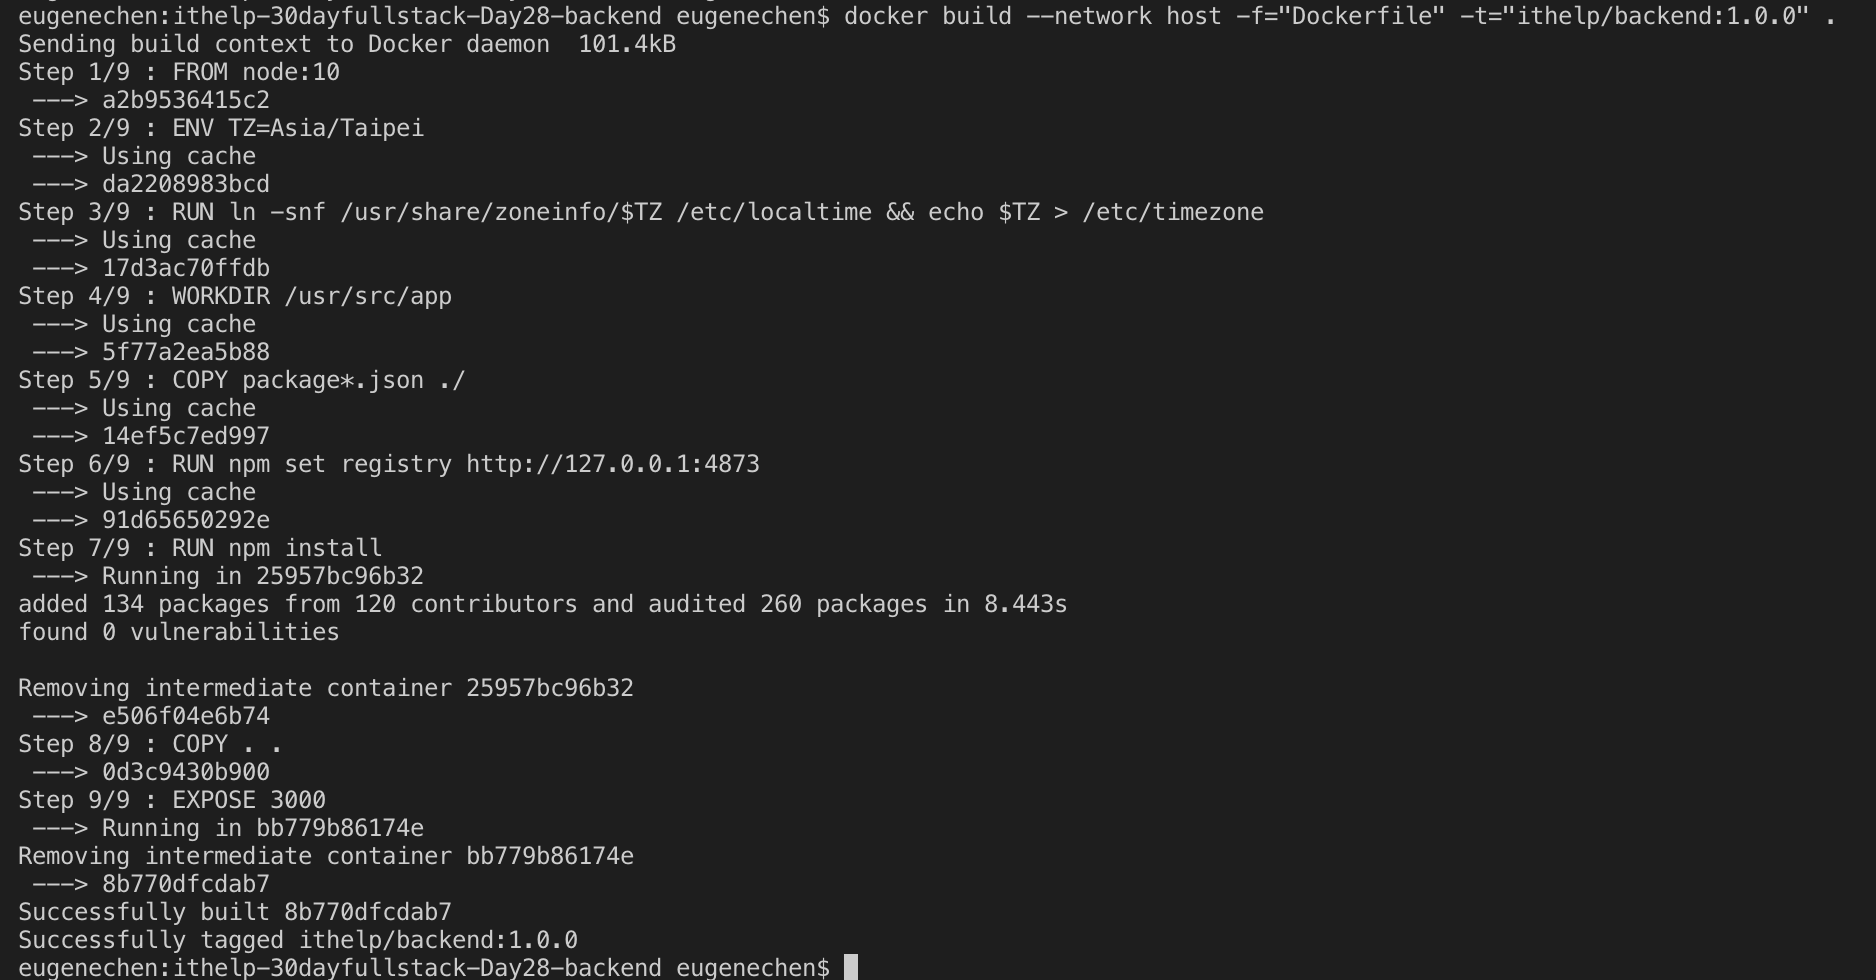 eugenechen:ithelp-30dayfullstack-Day28-backend eugenechen$ docker build --network host -f="Dockerfile" -t="ithelp/backend:1.0.0" .
Sending build context to Docker daemon  101.4kB
Step 1/9 : FROM node:10
 ---> a2b9536415c2
Step 2/9 : ENV TZ=Asia/Taipei
 ---> Using cache
 ---> da2208983bcd
Step 3/9 : RUN ln -snf /usr/share/zoneinfo/$TZ /etc/localtime && echo $TZ > /etc/timezone
 ---> Using cache
 ---> 17d3ac70ffdb
Step 4/9 : WORKDIR /usr/src/app
 ---> Using cache
 ---> 5f77a2ea5b88
Step 5/9 : COPY package*.json ./
 ---> Using cache
 ---> 14ef5c7ed997
Step 6/9 : RUN npm set registry http://127.0.0.1:4873
 ---> Using cache
 ---> 91d65650292e
Step 7/9 : RUN npm install
 ---> Running in 25957bc96b32
added 134 packages from 120 contributors and audited 260 packages in 8.443s
found 0 vulnerabilities

Removing intermediate container 25957bc96b32
 ---> e506f04e6b74
Step 8/9 : COPY . .
 ---> 0d3c9430b900
Step 9/9 : EXPOSE 3000
 ---> Running in bb779b86174e
Removing intermediate container bb779b86174e
 ---> 8b770dfcdab7
Successfully built 8b770dfcdab7
Successfully tagged ithelp/backend:1.0.0
eugenechen:ithelp-30dayfullstack-Day28-backend eugenechen$